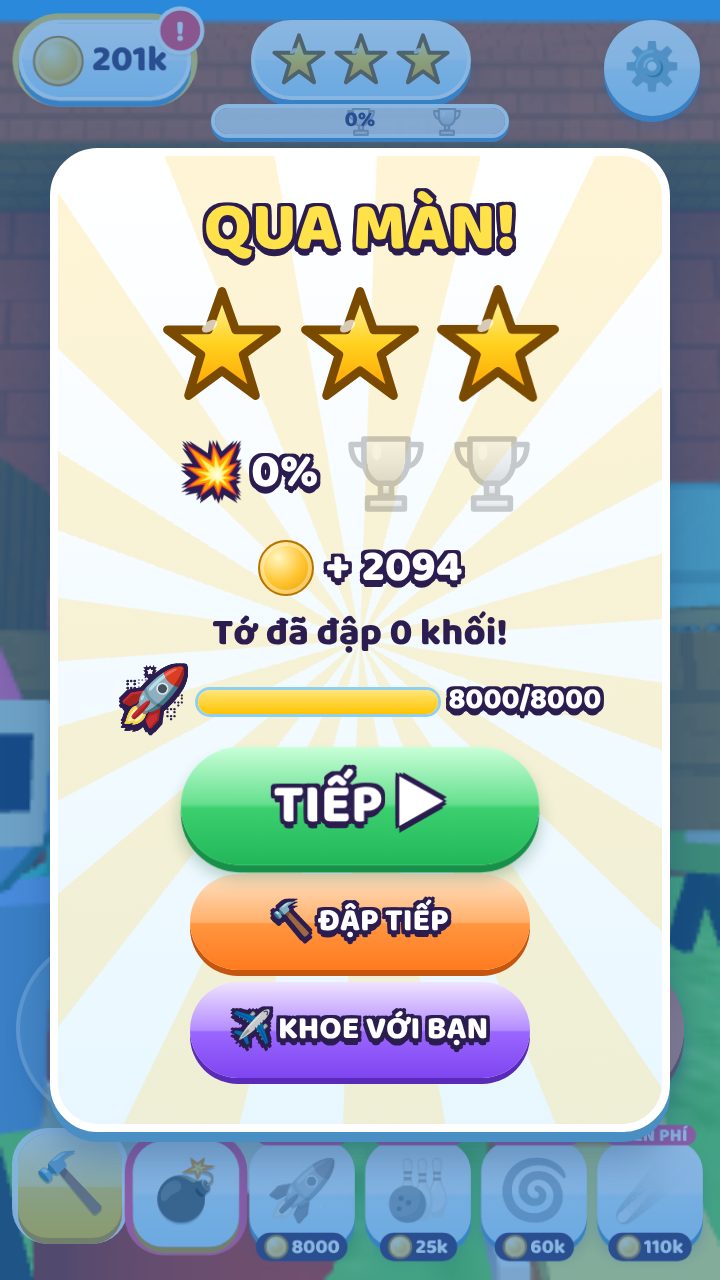 201k
!
0%
QUA MÀN!
0%
+ 2094
Tớ đã đập 0 khối!
8000/8000
TIẾP
ĐẬP TIẾP
KHOE VỚI BẠN
PHÍ
8000
25k
60k
110k